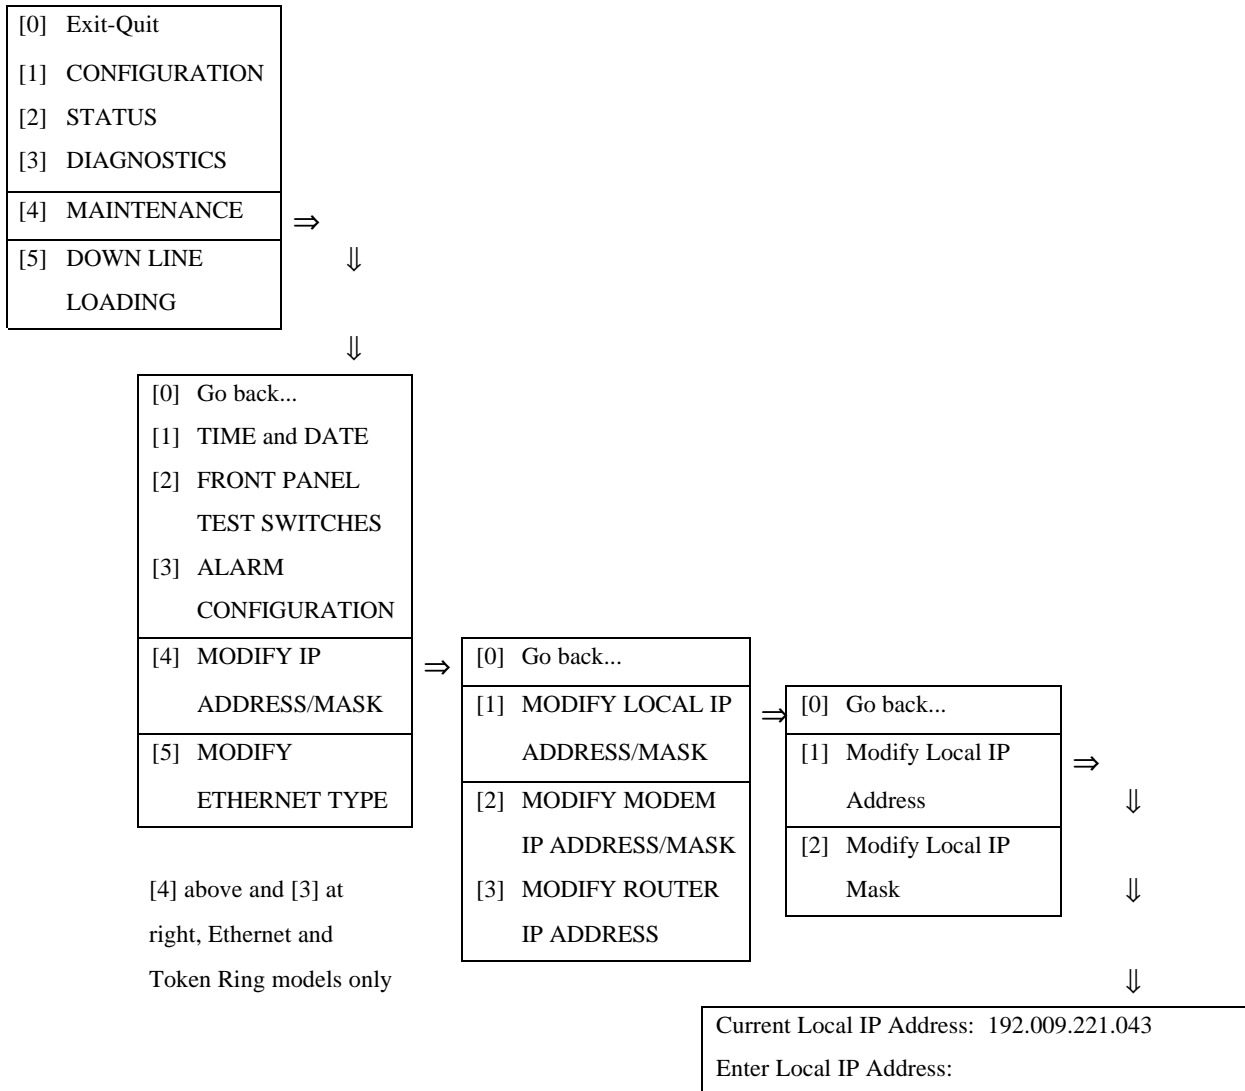 [0] Exit-Quit
[1] CONFIGURATION
[2] STATUS
[3] DIAGNOSTICS
[4] MAINTENANCE
⇒
[5] DOWN LINE
LOADING
⇓
⇓
[0] Go back...
[1] TIME and DATE
[2] FRONT PANEL
TEST SWITCHES
[3] ALARM
CONFIGURATION
[4] MODIFY IP
ADDRESS/MASK
⇒
[5] MODIFY
ETHERNET TYPE
[4] above and [3] at
right, Ethernet and
Token Ring models only
[0] Go back...
[1] MODIFY LOCAL IP
ADDRESS/MASK
⇒
[2] MODIFY MODEM
IP ADDRESS/MASK
[3] MODIFY ROUTER
IP ADDRESS
[0] Go back...
[1] Modify Local IP
Address
⇒
[2] Modify Local IP
Mask
⇓
⇓
⇓
Current Local IP Address: 192.009.221.043
Enter Local IP Address: